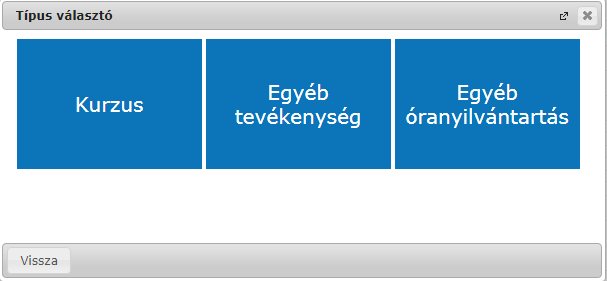 Típus választó
Kurzus
Egyéb
tevékenység
Egyéb
óranyilvántartás
Vissza